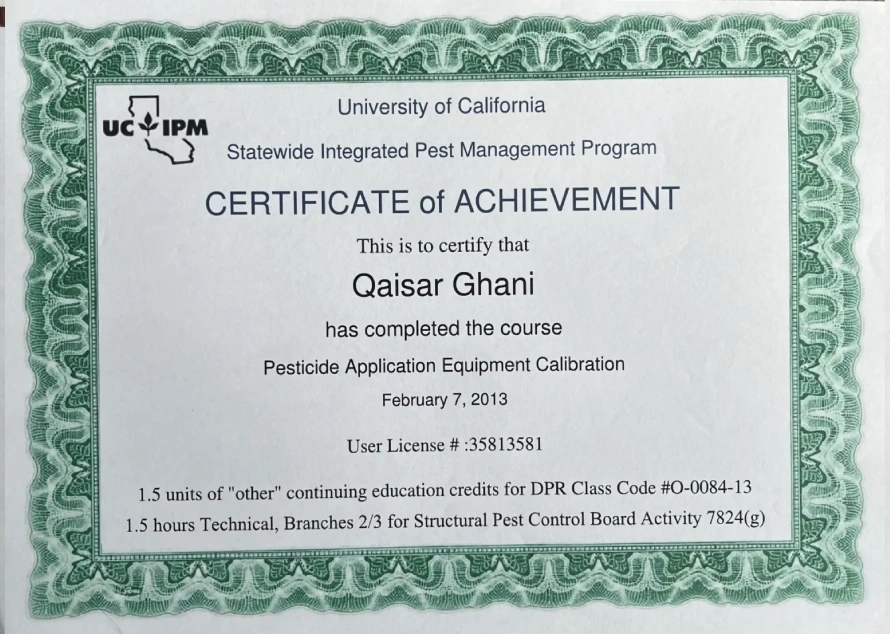 UC IPM
University of California
Statewide Integrated Pest Management Program
CERTIFICATE of ACHIEVEMENT
This is to certify that
Qaisar Ghani
has completed the course
Pesticide Application Equipment Calibration
February 7, 2013
User License # :35813581
1.5 units of "other" continuing education credits for DPR Class Code #O-0084-13
1.5 hours Technical, Branches 2/3 for Structural Pest Control Board Activity 7824(g)